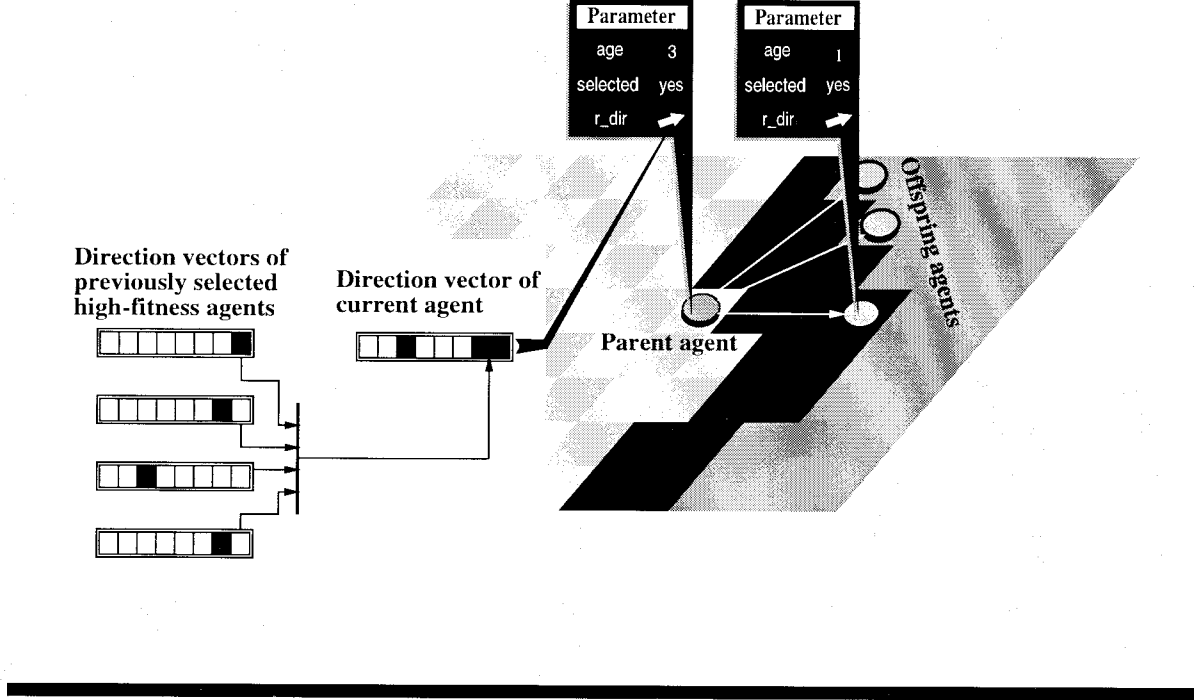 Parameter
age 3
selected yes
r_dir
Parameter
age 1
selected yes
r_dir
Offspring agents
Direction vectors of
previously selected
high-fitness agents
Direction vector of
current agent
Parent agent